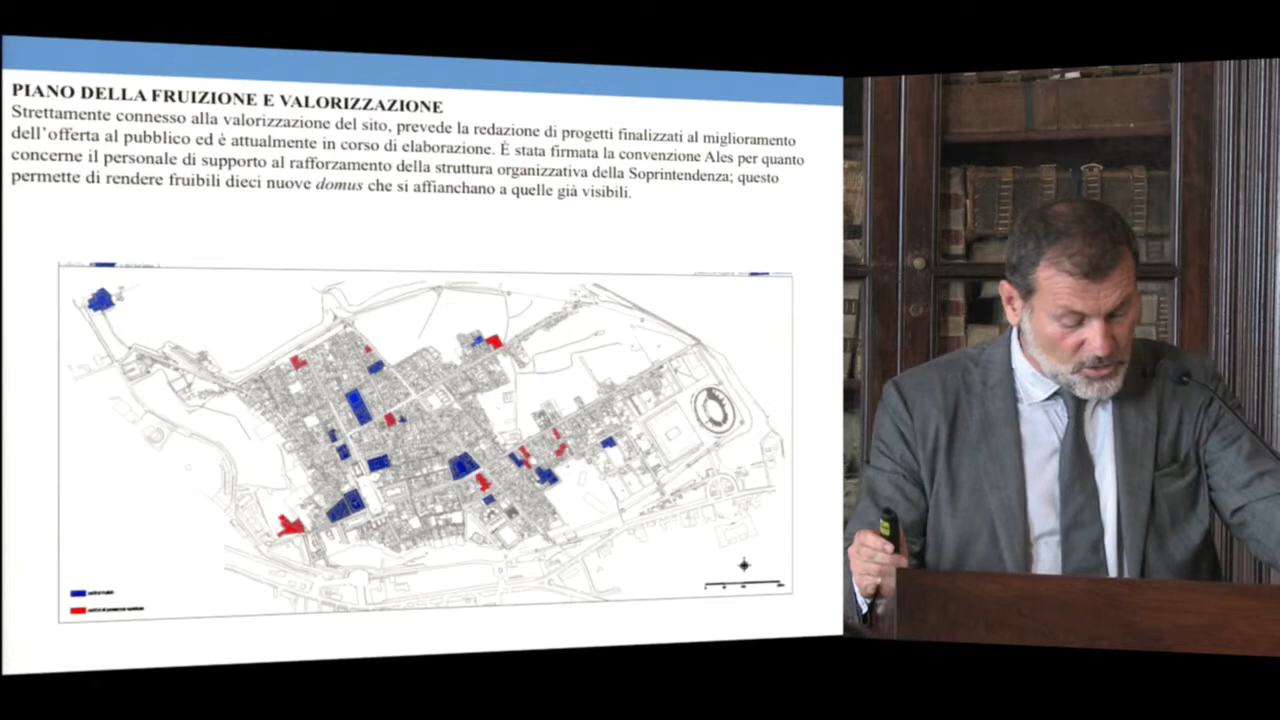 PIANO DELLA FRUIZIONE E VALORIZZAZIONE
Strettamente connesso alla valorizzazione del sito, prevede la redazione di progetti finalizzati al miglioramento
dell'offerta al pubblico ed è attualmente in corso di elaborazione. È stata firmata la convenzione Ales per quanto
concerne il personale di supporto al rafforzamento della struttura organizzativa della Soprintendenza; questo
permette di rendere fruibili dieci nuove domus che si affianchano a quelle già visibili.